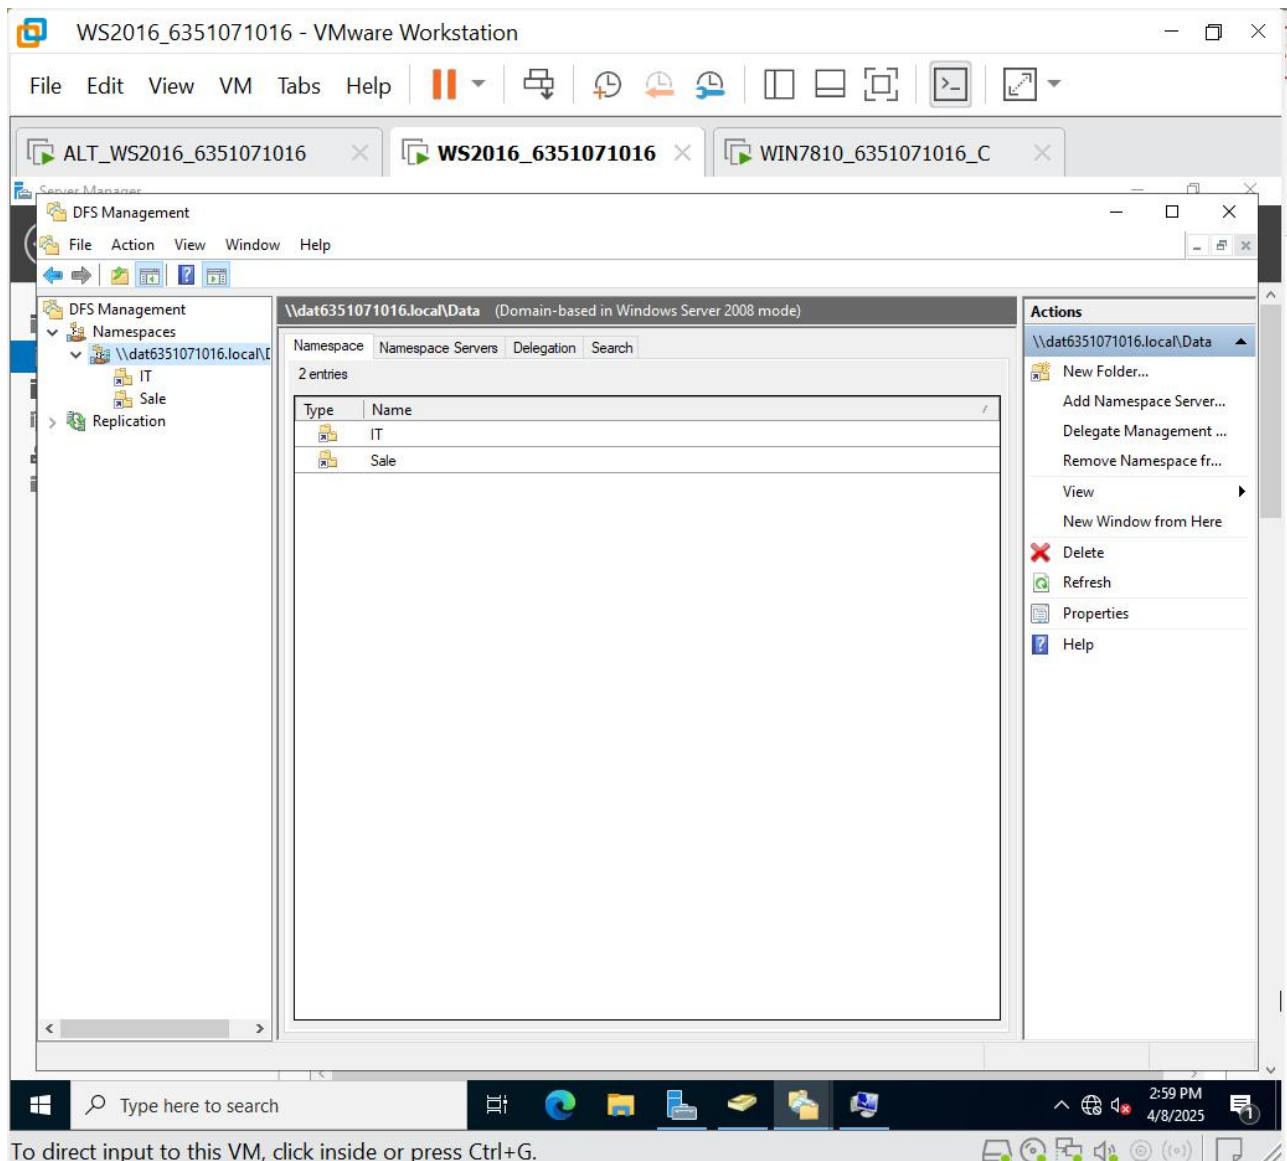 WS2016_6351071016 - VMware Workstation
File Edit View VM Tabs Help
ALT_WS2016_6351071016
WS2016_6351071016
WIN7810_6351071016_C
Server Manager
DFS Management
File Action View Window Help
DFS Management
Namespaces
\\dat6351071016.local\D
IT
Sale
Replication
\\dat6351071016.local\Data (Domain-based in Windows Server 2008 mode)
Namespace Namespace Servers Delegation Search
2 entries
Type Name
IT
Sale
Actions
\\dat6351071016.local\Data
New Folder...
Add Namespace Server...
Delegate Management ...
Remove Namespace fr...
View
New Window from Here
Delete
Refresh
Properties
Help
Type here to search
2:59 PM
4/8/2025
1
To direct input to this VM, click inside or press Ctrl+G.